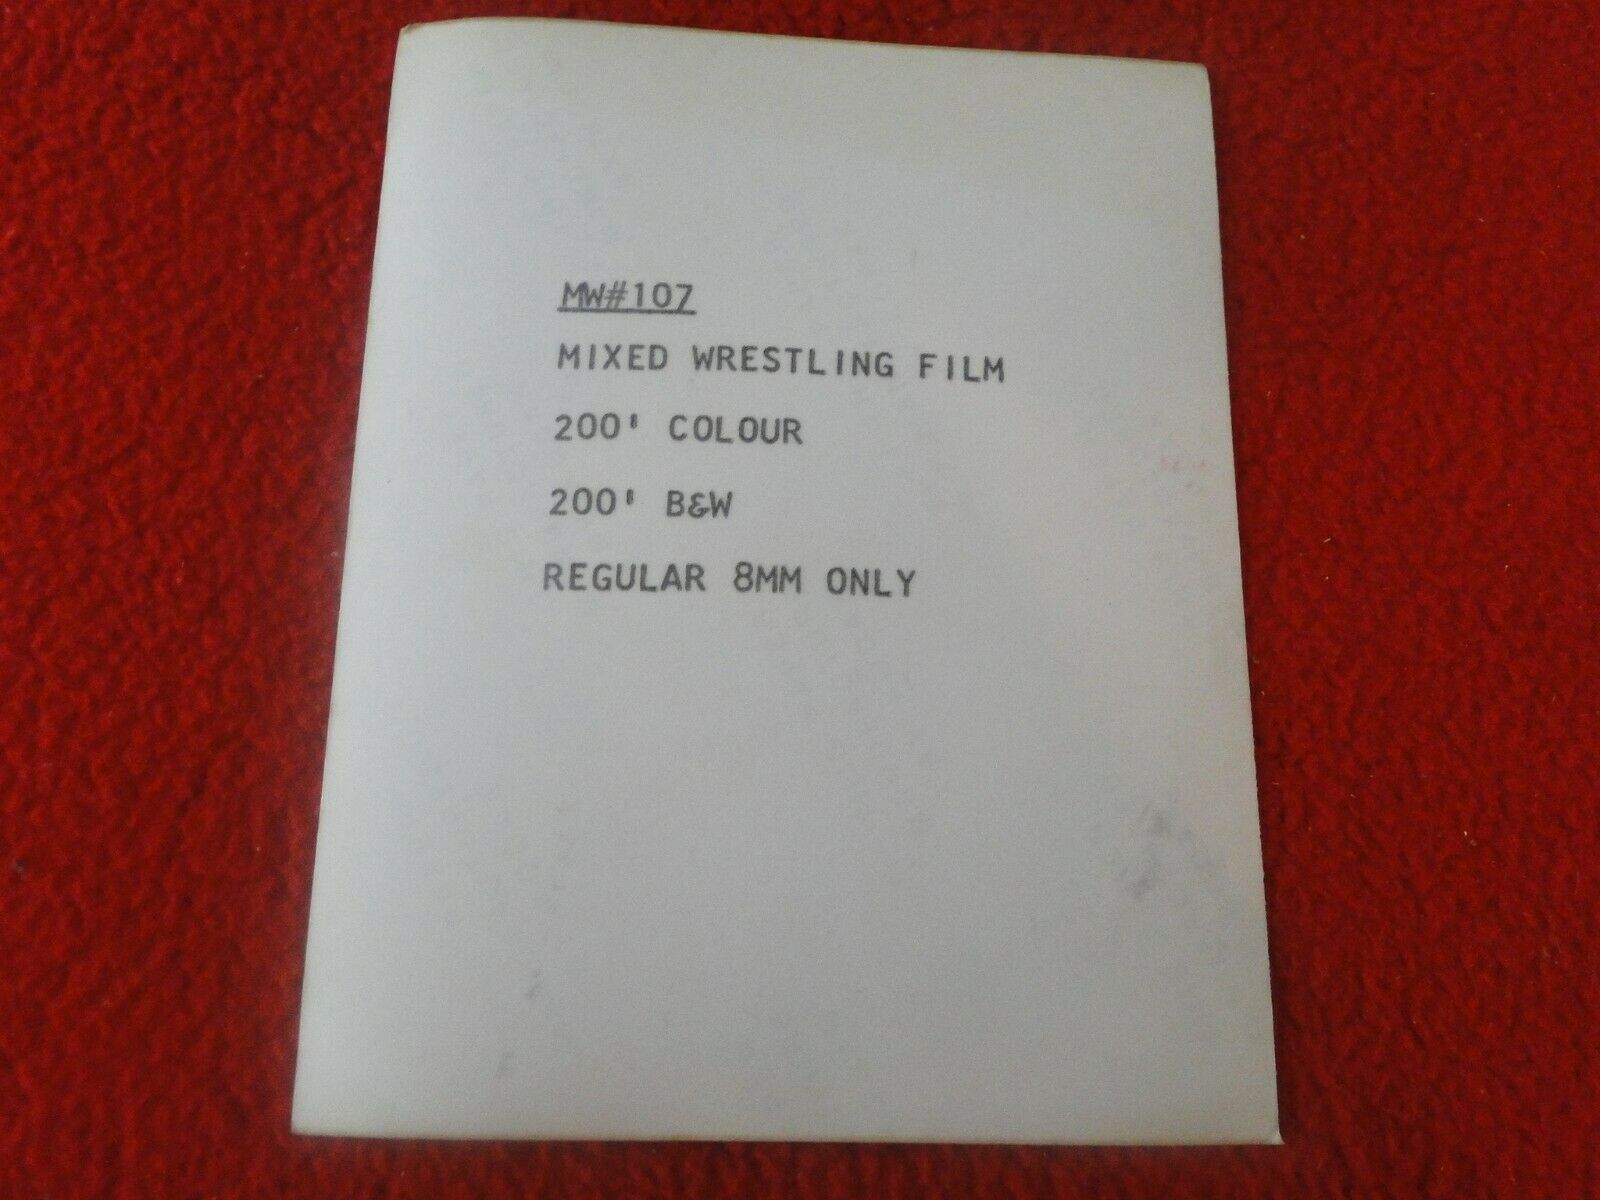 MW#107
MIXED WRESTLING FILM
200' COLOUR
200' B&W
REGULAR 8MM ONLY